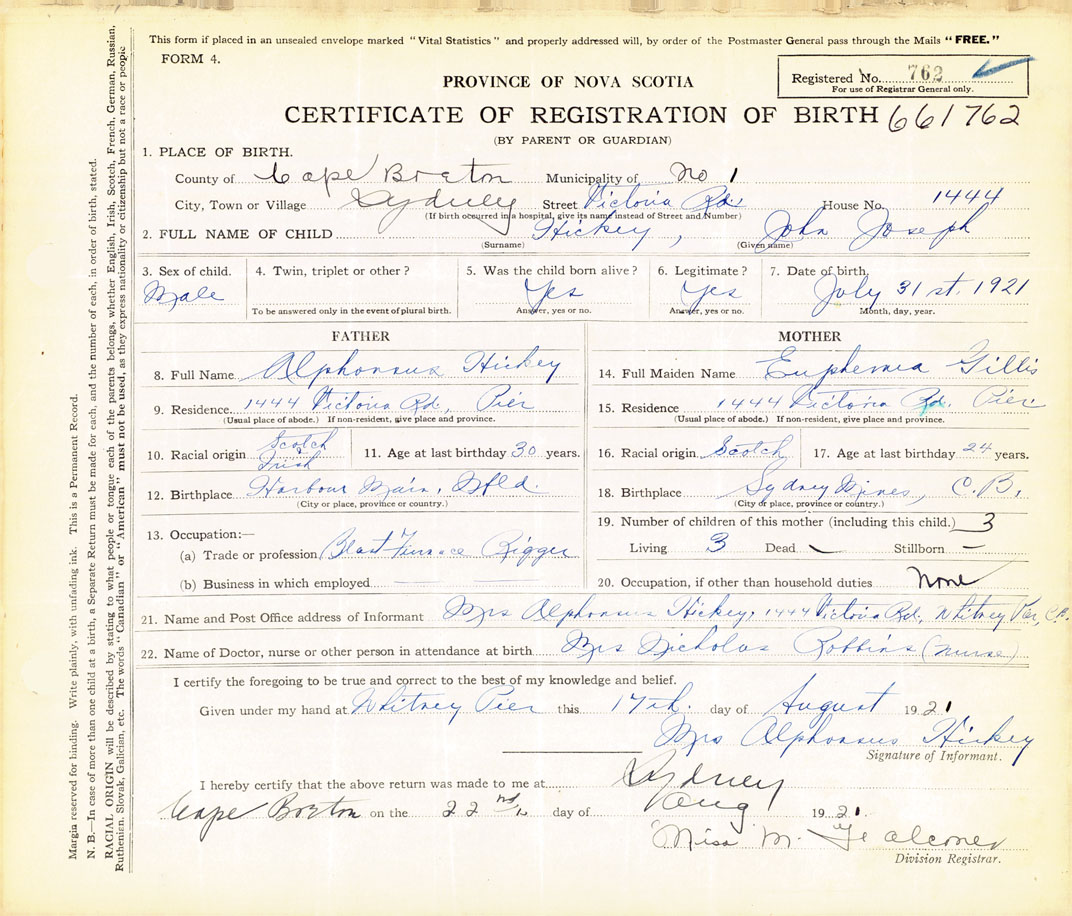 This form if placed in an unsealed envelope marked "Vital Statistics" and properly addressed will, by order of the Postmaster General pass through the Mails "FREE."
FORM 4.
Registered No. 762
For use of Registrar General only.
PROVINCE OF NOVA SCOTIA
CERTIFICATE OF REGISTRATION OF BIRTH 661762
(BY PARENT OR GUARDIAN)
1. PLACE OF BIRTH.
County of Cape Breton Municipality of No 1
City, Town or Village Sydney Street Victoria Rd. House No. 1444
(If birth occurred in a hospital, give its name instead of Street and Number)
2. FULL NAME OF CHILD Hickey, John Joseph
(Surname) (Given name)
3. Sex of child. 4. Twin, triplet or other? 5. Was the child born alive? 6. Legitimate? 7. Date of birth,
Male Yes Yes July 31st. 1921
To be answered only in the event of plural birth. Answer, yes or no. Answer, yes or no. Month, day, year.
FATHER
8. Full Name Alphonsus Hickey
9. Residence 1444 Victoria Rd., Pier
(Usual place of abode.) If non-resident, give place and province.
10. Racial origin Scotch Irish 11. Age at last birthday 30 years.
12. Birthplace Harbour Main, Nfld.
(City or place, province or country.)
13. Occupation:—
(a) Trade or profession Blast Furnace Rigger
(b) Business in which employed
MOTHER
14. Full Maiden Name Euphemia Gillis
15. Residence 1444 Victoria Rd. Pier.
(Usual place of abode.) If non-resident, give place and province.
16. Racial origin Scotch 17. Age at last birthday 24 years.
18. Birthplace Sydney Mines, C.B.
(City or place, province or country.)
19. Number of children of this mother (including this child.) 3
Living 3 Dead — Stillborn —
20. Occupation, if other than household duties None
21. Name and Post Office address of Informant Mrs Alphonsus Hickey, 1444 Victoria Rd., Whitney Pier, C.B.
22. Name of Doctor, nurse or other person in attendance at birth Mrs Nicholas Robbins (nurse)
I certify the foregoing to be true and correct to the best of my knowledge and belief.
Given under my hand at Whitney Pier this 17th. day of August 1921
Mrs Alphonsus Hickey
Signature of Informant.
I hereby certify that the above return was made to me at Sydney
Cape Breton on the 22nd day of Aug 1921.
Miss M. Falconer
Division Registrar.
Margin reserved for binding. Write plainly, with unfading ink. This is a Permanent Record.
N. B.—In case of more than one child at a birth, a Separate Return must be made for each, and the number of each, in order of birth, stated.
RACIAL ORIGIN will be described by stating to what people or tongue each of the parents belongs, whether English, Irish, Scotch, French, German, Russian,
Ruthenian, Slovak, Galician, etc. The words "Canadian" or "American" must not be used, as they express nationality or citizenship but not a race or people